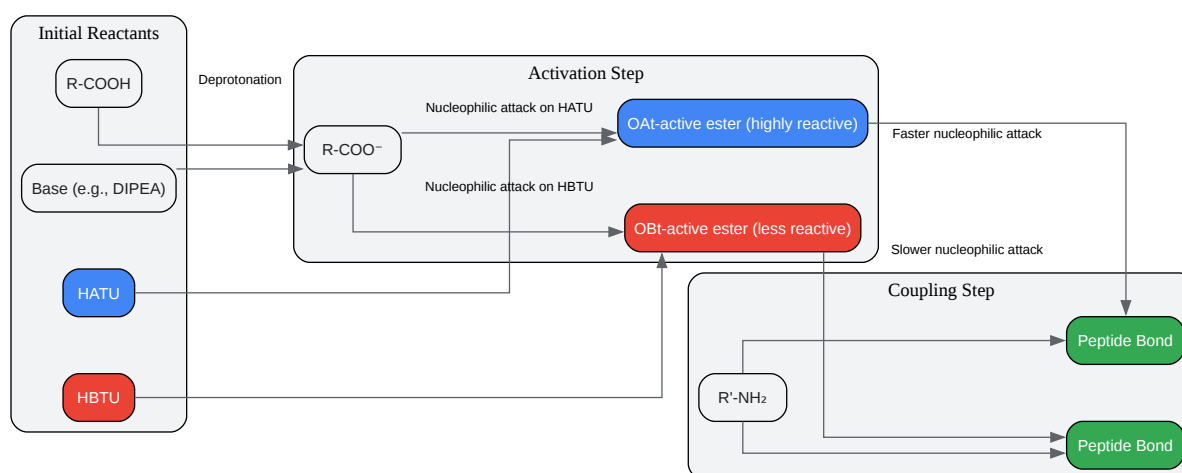 Initial Reactants
R-COOH
Base (e.g., DIPEA)
HATU
HBTU
Deprotonation
Activation Step
R-COO⁻
Nucleophilic attack on HATU
OAt-active ester (highly reactive)
Nucleophilic attack on HBTU
OBt-active ester (less reactive)
Faster nucleophilic attack
Slower nucleophilic attack
Coupling Step
R'-NH₂
Peptide Bond
Peptide Bond